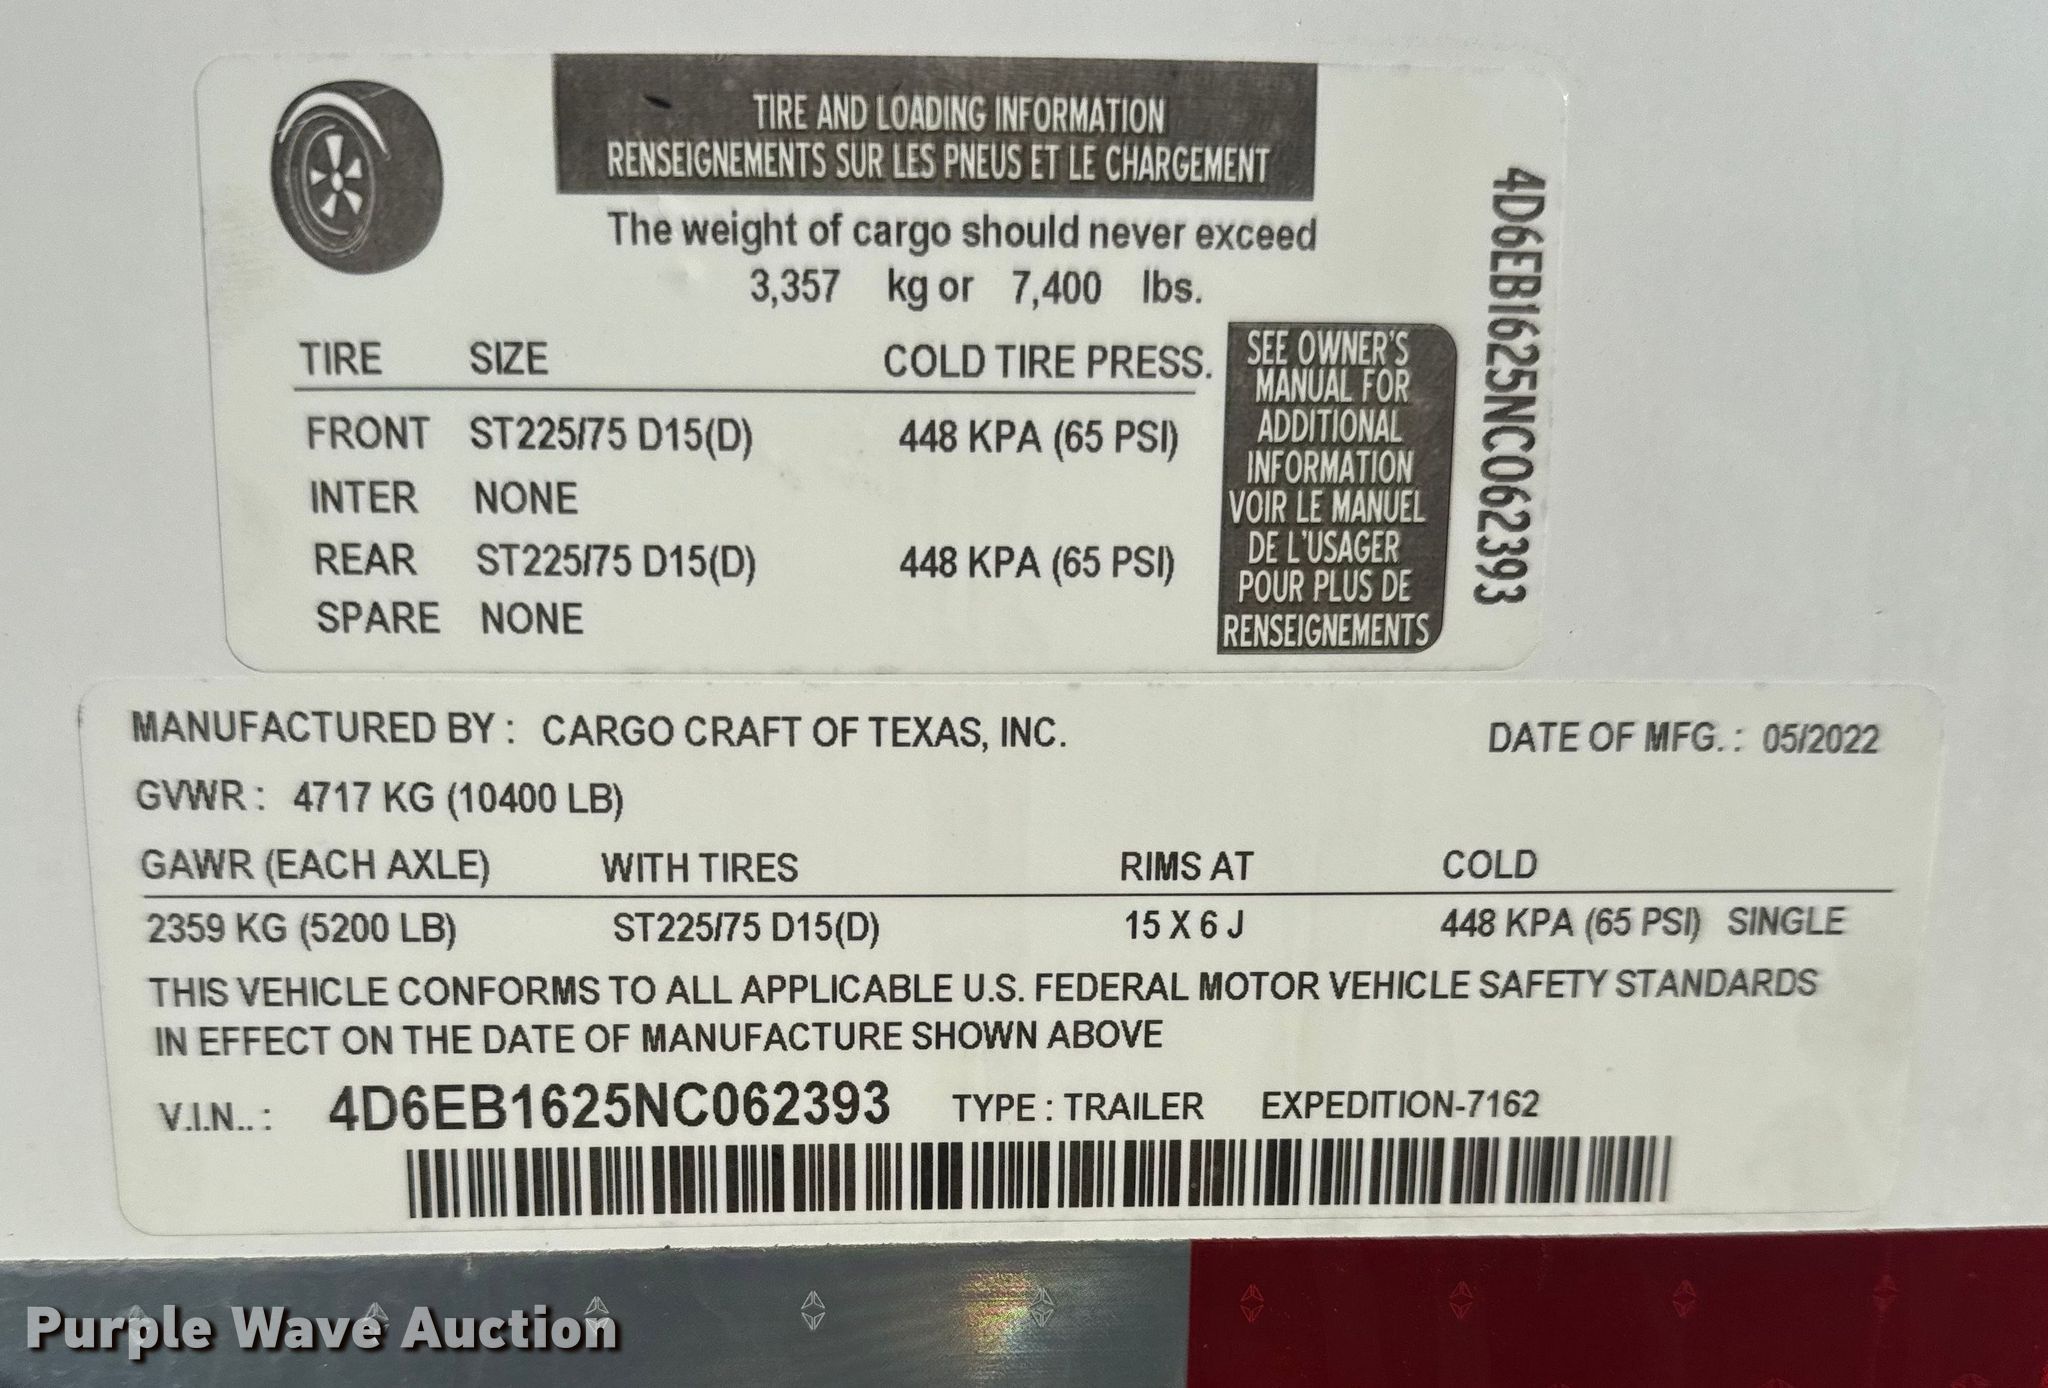 TIRE AND LOADING INFORMATION
RENSEIGNEMENTS SUR LES PNEUS ET LE CHARGEMENT
The weight of cargo should never exceed
3,357 kg or 7,400 lbs.
TIRE SIZE COLD TIRE PRESS.
FRONT ST225/75 D15(D) 448 KPA (65 PSI)
INTER NONE
REAR ST225/75 D15(D) 448 KPA (65 PSI)
SPARE NONE
SEE OWNER'S
MANUAL FOR
ADDITIONAL
INFORMATION
VOIR LE MANUEL
DE L'USAGER
POUR PLUS DE
RENSEIGNEMENTS
4D6EB1625NC062393
MANUFACTURED BY : CARGO CRAFT OF TEXAS, INC. DATE OF MFG. : 05/2022
GVWR : 4717 KG (10400 LB)
GAWR (EACH AXLE) WITH TIRES RIMS AT COLD
2359 KG (5200 LB) ST225/75 D15(D) 15 X 6 J 448 KPA (65 PSI) SINGLE
THIS VEHICLE CONFORMS TO ALL APPLICABLE U.S. FEDERAL MOTOR VEHICLE SAFETY STANDARDS
IN EFFECT ON THE DATE OF MANUFACTURE SHOWN ABOVE
V.I.N.. : 4D6EB1625NC062393 TYPE : TRAILER EXPEDITION-7162
Purple Wave Auction